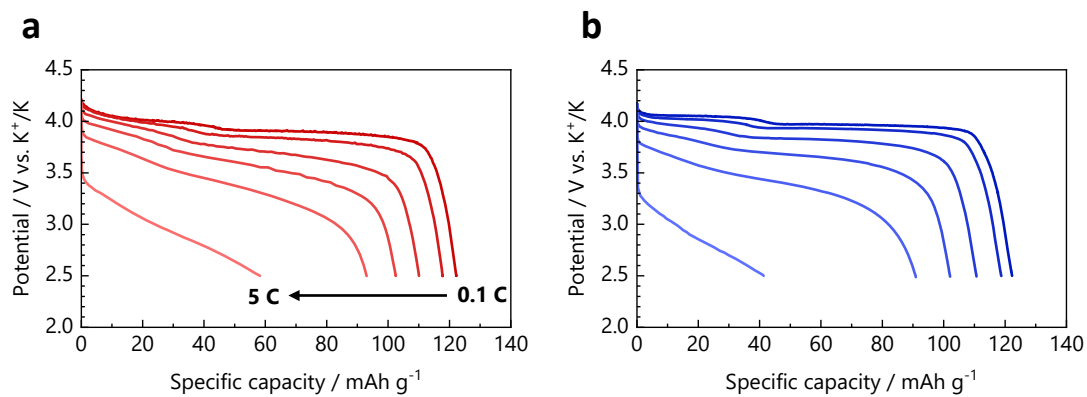 a
4.5
4.0
3.5
3.0
2.5
2.0
Potential / V vs. K⁺/K
5 C
0.1 C
0 20 40 60 80 100 120 140
Specific capacity / mAh g⁻¹
b
4.5
4.0
3.5
3.0
2.5
2.0
Potential / V vs. K⁺/K
0 20 40 60 80 100 120 140
Specific capacity / mAh g⁻¹